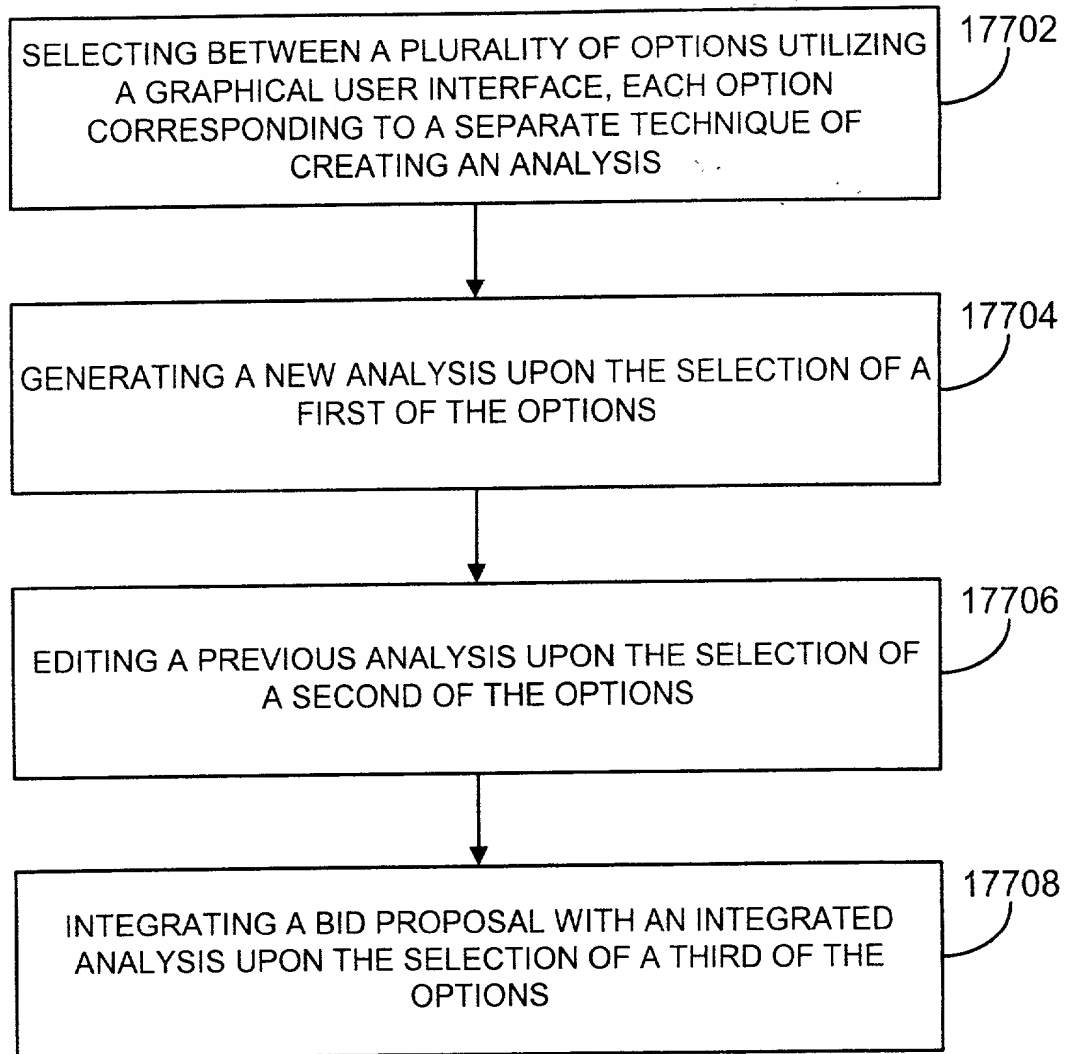 17702
SELECTING BETWEEN A PLURALITY OF OPTIONS UTILIZING
A GRAPHICAL USER INTERFACE, EACH OPTION
CORRESPONDING TO A SEPARATE TECHNIQUE OF
CREATING AN ANALYSIS
17704
GENERATING A NEW ANALYSIS UPON THE SELECTION OF A
FIRST OF THE OPTIONS
17706
EDITING A PREVIOUS ANALYSIS UPON THE SELECTION OF
A SECOND OF THE OPTIONS
17708
INTEGRATING A BID PROPOSAL WITH AN INTEGRATED
ANALYSIS UPON THE SELECTION OF A THIRD OF THE
OPTIONS